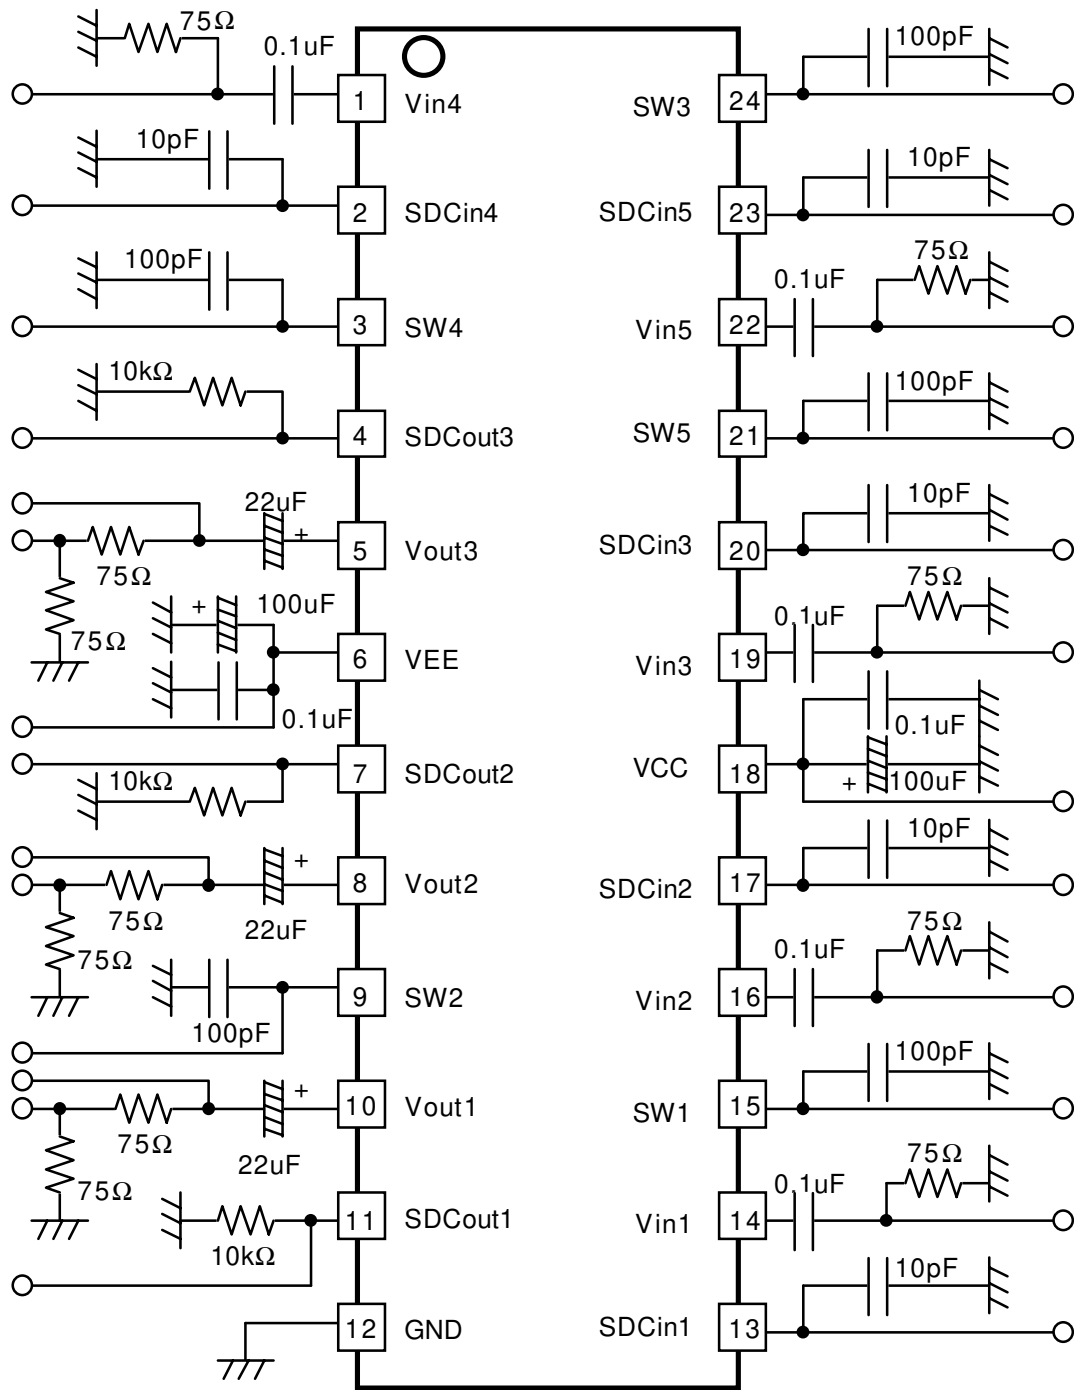 75Ω
0.1uF
1 Vin4
10pF
2 SDCin4
100pF
3 SW4
10kΩ
4 SDCout3
22uF
+
5 Vout3
75Ω
75Ω
+ 100uF
6 VEE
0.1uF
7 SDCout2
10kΩ
+
8 Vout2
75Ω
22uF
75Ω
9 SW2
100pF
+
10 Vout1
75Ω
22uF
75Ω
11 SDCout1
10kΩ
12 GND
100pF
SW3 24
10pF
SDCin5 23
75Ω
0.1uF
Vin5 22
100pF
SW5 21
10pF
SDCin3 20
75Ω
0.1uF
Vin3 19
0.1uF
VCC 18
+ 100uF
10pF
SDCin2 17
75Ω
0.1uF
Vin2 16
100pF
SW1 15
75Ω
0.1uF
Vin1 14
10pF
SDCin1 13